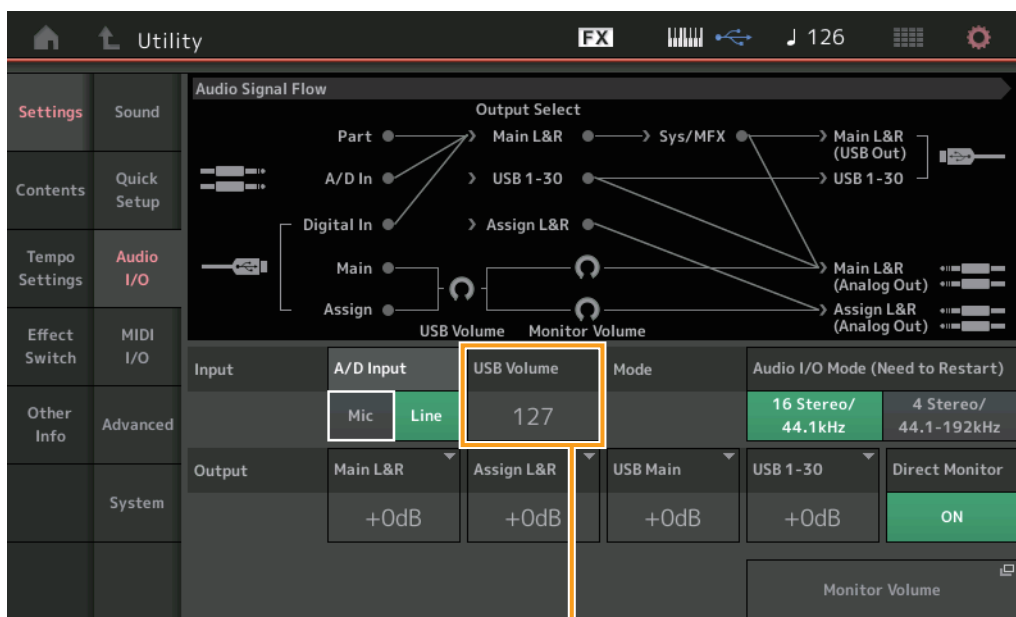 Utility FX 126
Audio Signal Flow
Output Select
Part Main L&R Sys/MFX Main L&R
(USB Out)
A/D In USB 1-30 USB 1-30
Digital In Assign L&R
Main Main L&R
(Analog Out)
Assign Assign L&R
(Analog Out)
USB Volume Monitor Volume
Settings
Contents
Tempo
Settings
Effect
Switch
Other
Info
Sound
Quick
Setup
Audio
I/O
MIDI
I/O
Advanced
System
Input A/D Input USB Volume Mode Audio I/O Mode (Need to Restart)
Mic Line 127 16 Stereo/ 4 Stereo/
44.1kHz 44.1-192kHz
Output Main L&R Assign L&R USB Main USB 1-30 Direct Monitor
+0dB +0dB +0dB +0dB ON
Monitor Volume